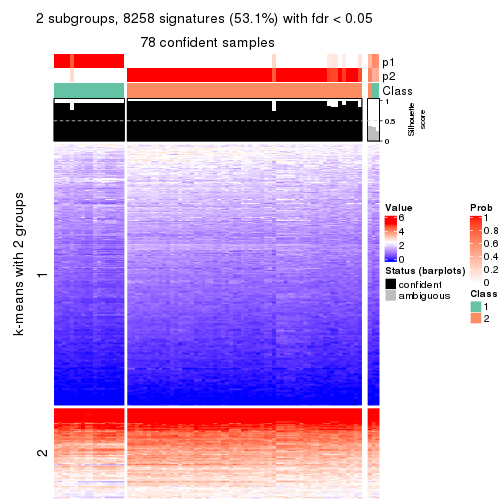 2 subgroups, 8258 signatures (53.1%) with fdr < 0.05
78 confident samples
p1
p2
Class
1
0.5
0
Silhouette
score
k-means with 2 groups
1
2
Value
6
4
2
0
Status (barplots)
confident
ambiguous
Prob
1
0.8
0.6
0.4
0.2
0
Class
1
2